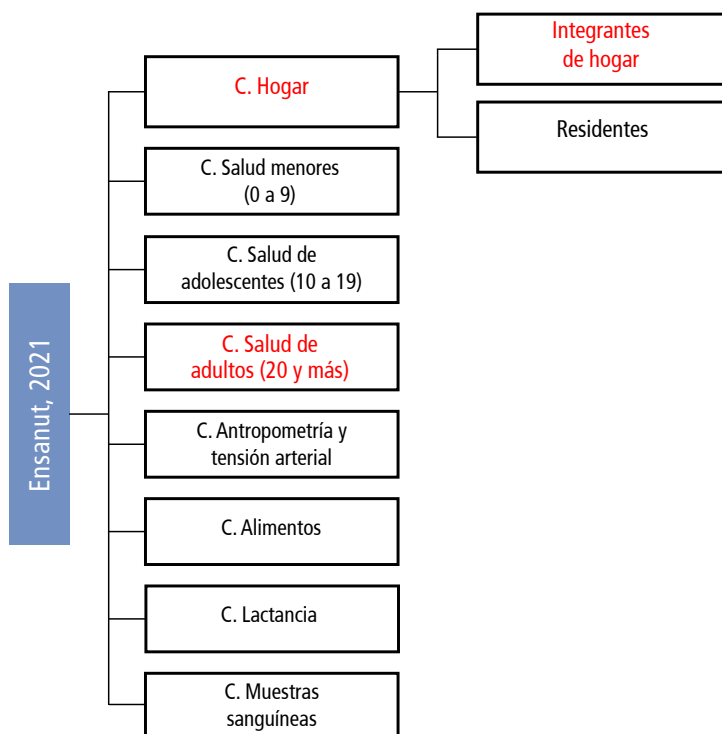 C. Hogar
Integrantes
de hogar
Residentes
C. Salud menores
(0 a 9)
C. Salud de
adolescentes (10 a 19)
C. Salud de
adultos (20 y más)
C. Antropometría y
tensión arterial
C. Alimentos
C. Lactancia
C. Muestras
sanguíneas
Ensanut, 2021